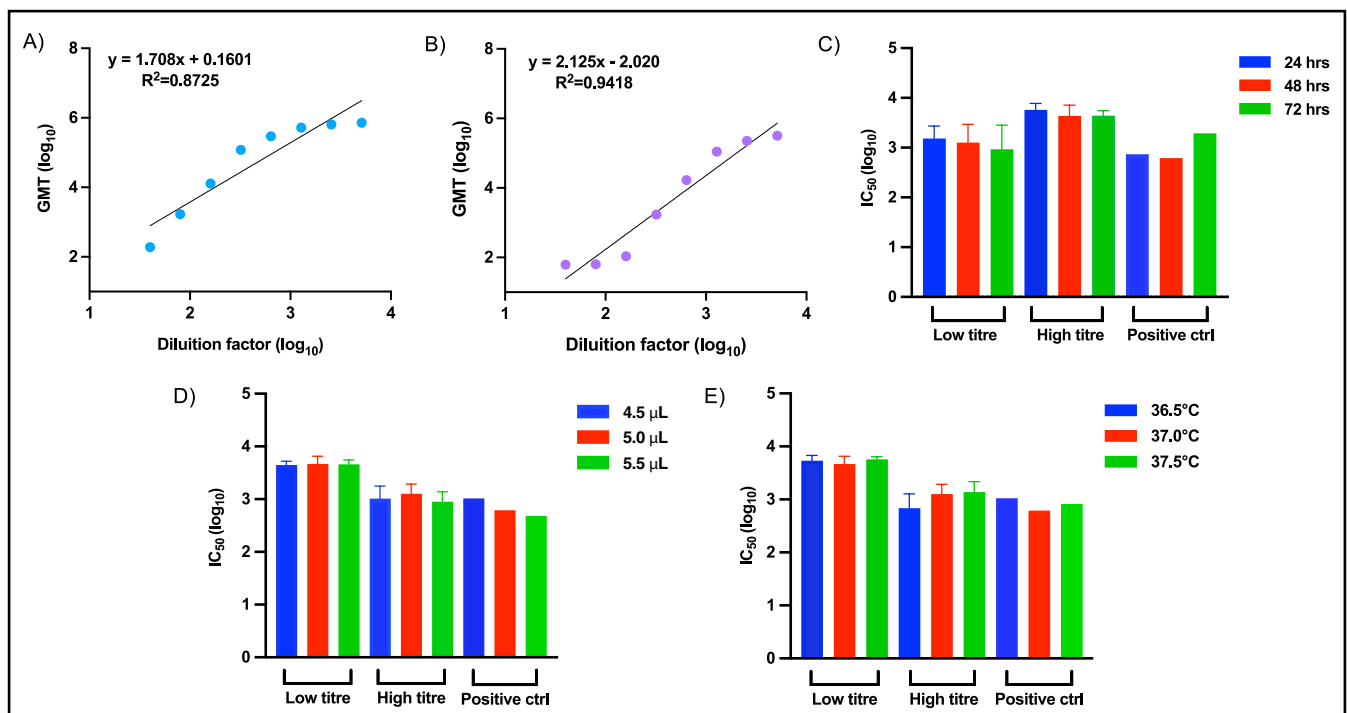 A)
y = 1.708x + 0.1601
R²=0.8725
8
6
4
2
GMT (log₁₀)
1 2 3 4
Diluition factor (log₁₀)
B)
y = 2.125x - 2.020
R²=0.9418
8
6
4
2
GMT (log₁₀)
1 2 3 4
Diluition factor (log₁₀)
C)
24 hrs
48 hrs
72 hrs
5
4
3
2
1
0
IC₅₀ (log₁₀)
Low titre High titre Positive ctrl
D)
4.5 μL
5.0 μL
5.5 μL
5
4
3
2
1
0
IC₅₀ (log₁₀)
Low titre High titre Positive ctrl
E)
36.5°C
37.0°C
37.5°C
5
4
3
2
1
0
IC₅₀ (log₁₀)
Low titre High titre Positive ctrl